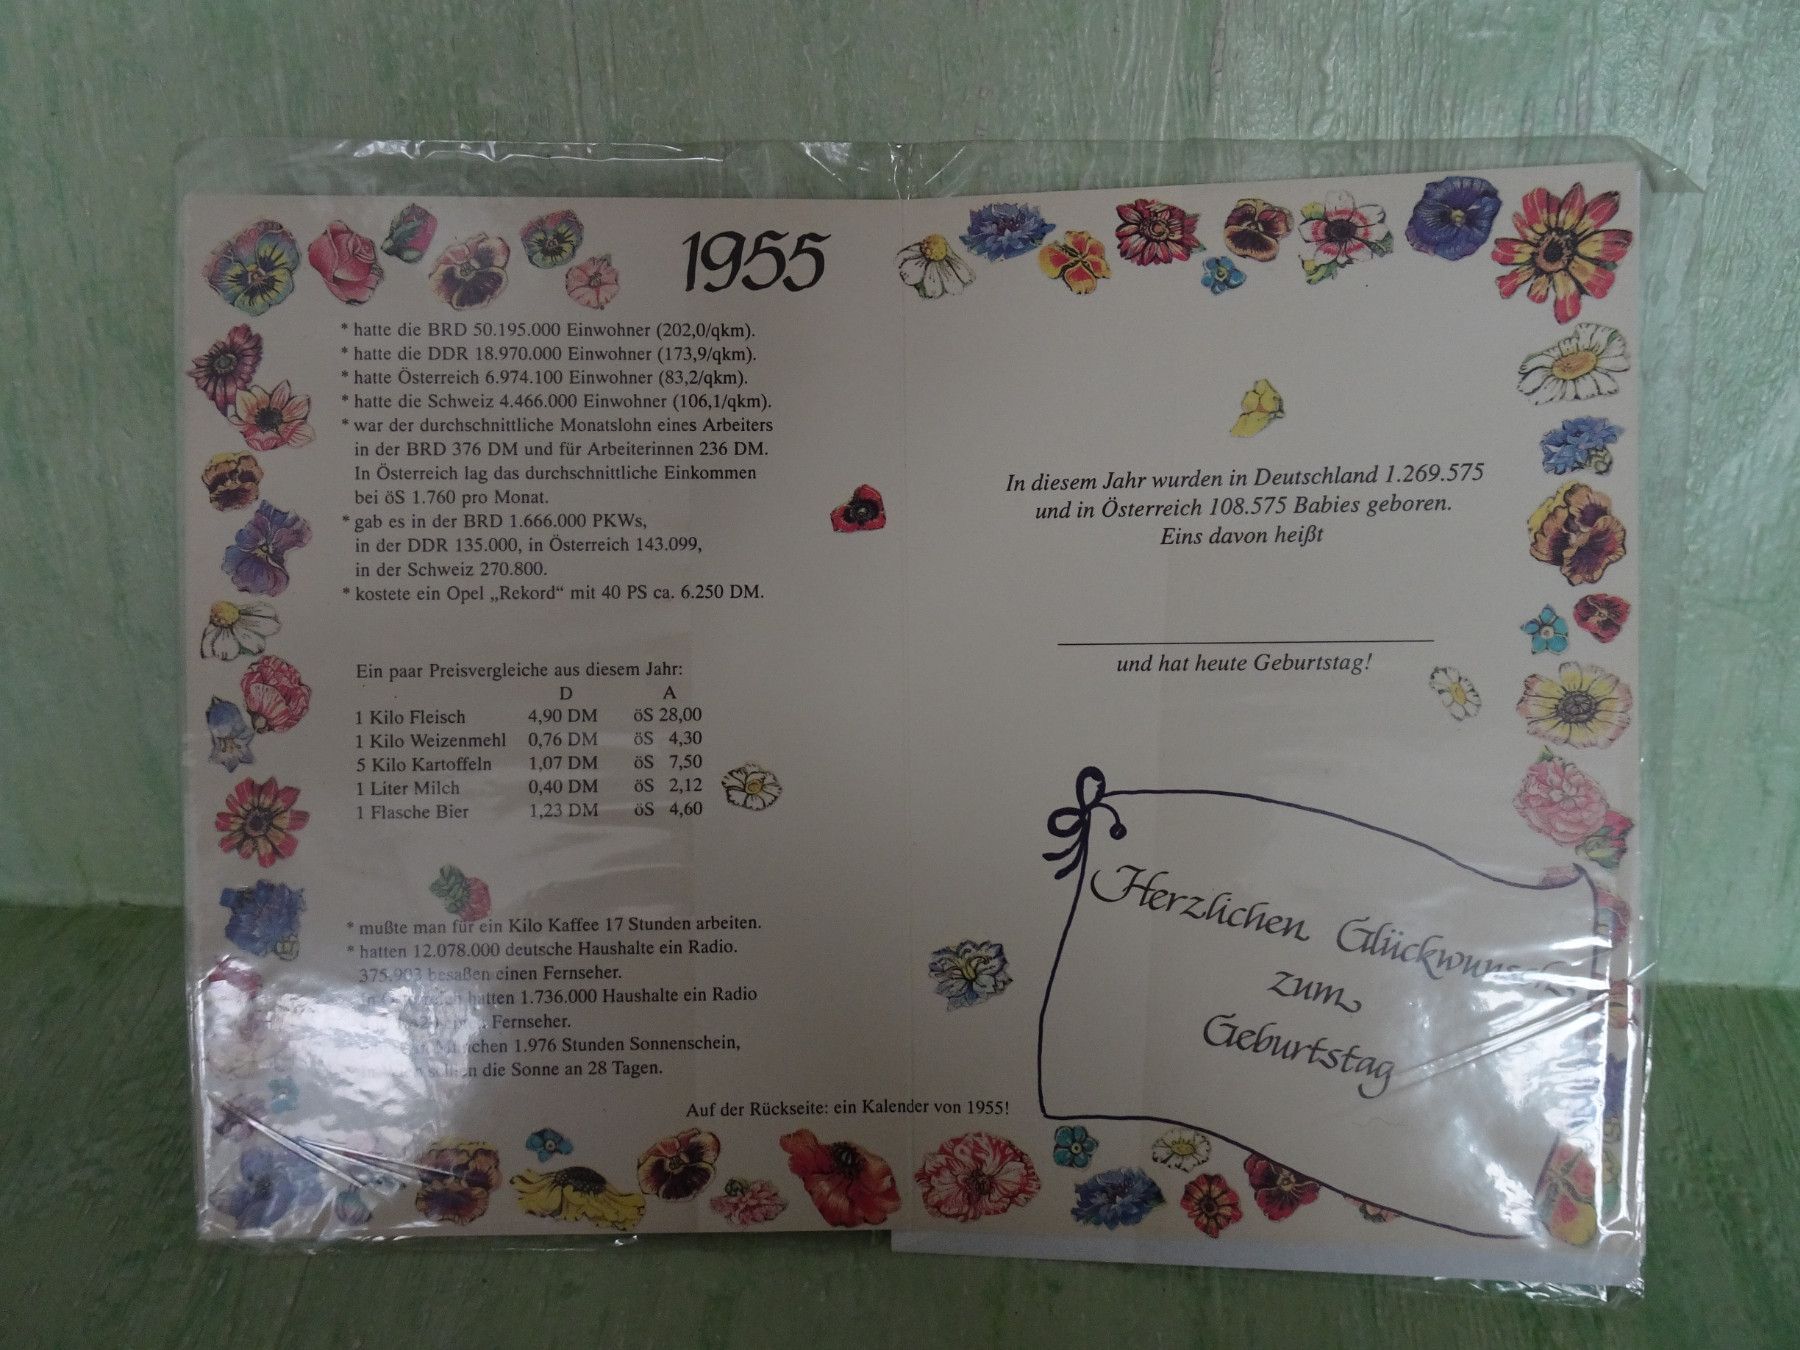 1955
* hatte die BRD 50.195.000 Einwohner (202,0/qkm).
* hatte die DDR 18.970.000 Einwohner (173,9/qkm).
* hatte Österreich 6.974.100 Einwohner (83,2/qkm).
* hatte die Schweiz 4.466.000 Einwohner (106,1/qkm).
* war der durchschnittliche Monatslohn eines Arbeiters
in der BRD 376 DM und für Arbeiterinnen 236 DM.
In Österreich lag das durchschnittliche Einkommen
bei öS 1.760 pro Monat.
* gab es in der BRD 1.666.000 PKWs,
in der DDR 135.000, in Österreich 143.099,
in der Schweiz 270.800.
* kostete ein Opel „Rekord“ mit 40 PS ca. 6.250 DM.
Ein paar Preisvergleiche aus diesem Jahr:
D A
1 Kilo Fleisch 4,90 DM öS 28,00
1 Kilo Weizenmehl 0,76 DM öS 4,30
5 Kilo Kartoffeln 1,07 DM öS 7,50
1 Liter Milch 0,40 DM öS 2,12
1 Flasche Bier 1,23 DM öS 4,60
* mußte man für ein Kilo Kaffee 17 Stunden arbeiten.
* hatten 12.078.000 deutsche Haushalte ein Radio.
375.903 besaßen einen Fernseher.
In Österreich hatten 1.736.000 Haushalte ein Radio
Fernseher.
München 1.976 Stunden Sonnenschein,
die Sonne an 28 Tagen.
Auf der Rückseite: ein Kalender von 1955!
In diesem Jahr wurden in Deutschland 1.269.575
und in Österreich 108.575 Babies geboren.
Eins davon heißt
und hat heute Geburtstag!
Herzlichen Glückwunsch
zum
Geburtstag